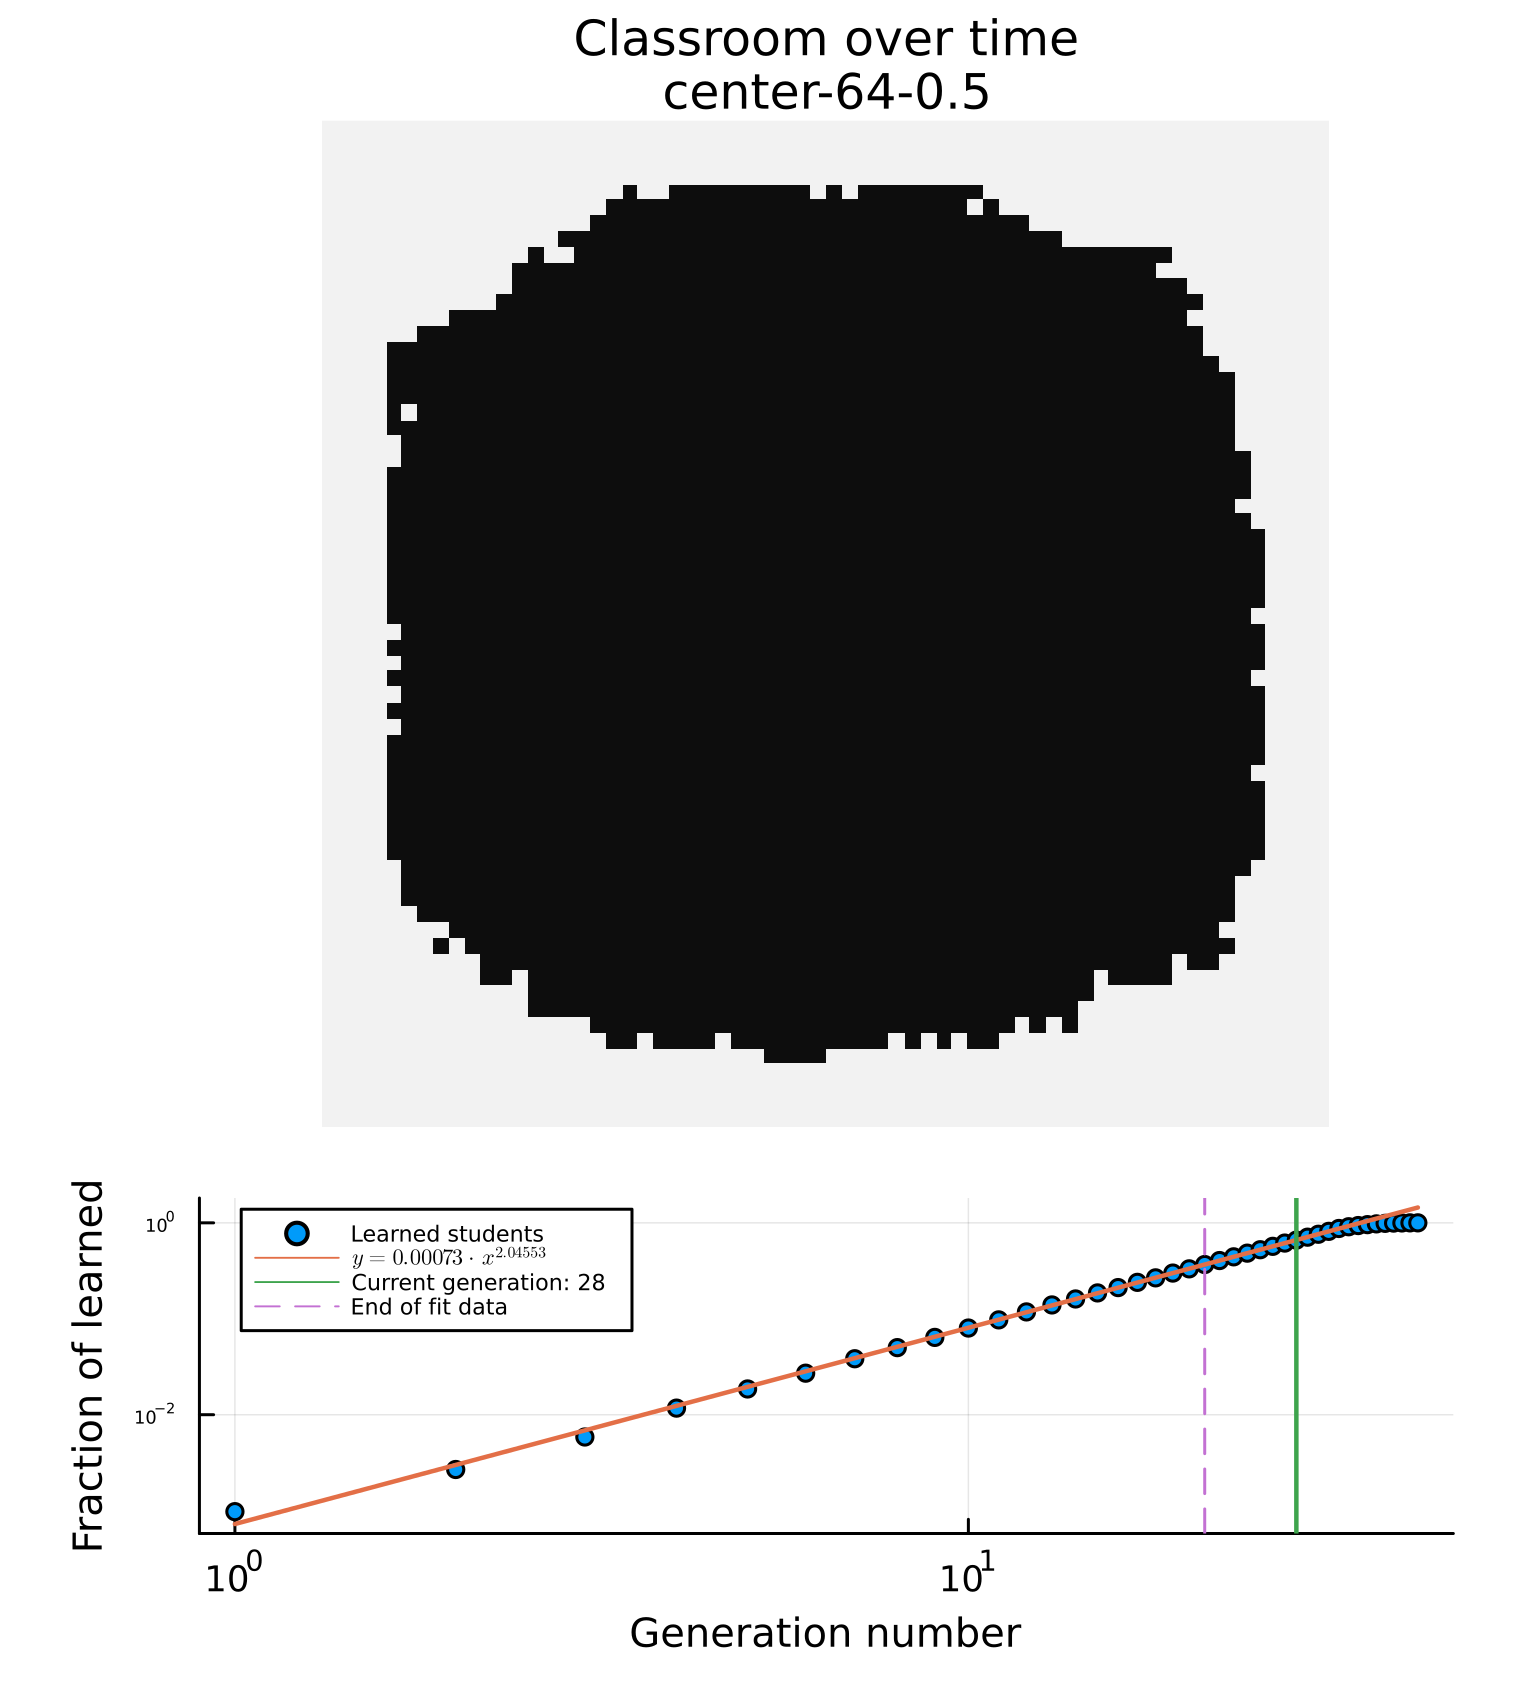 Classroom over time
center-64-0.5
Fraction of learned
10^0
10^−2
Learned students
y = 0.00073 · x^2.04553
Current generation: 28
End of fit data
10^0
10^1
Generation number